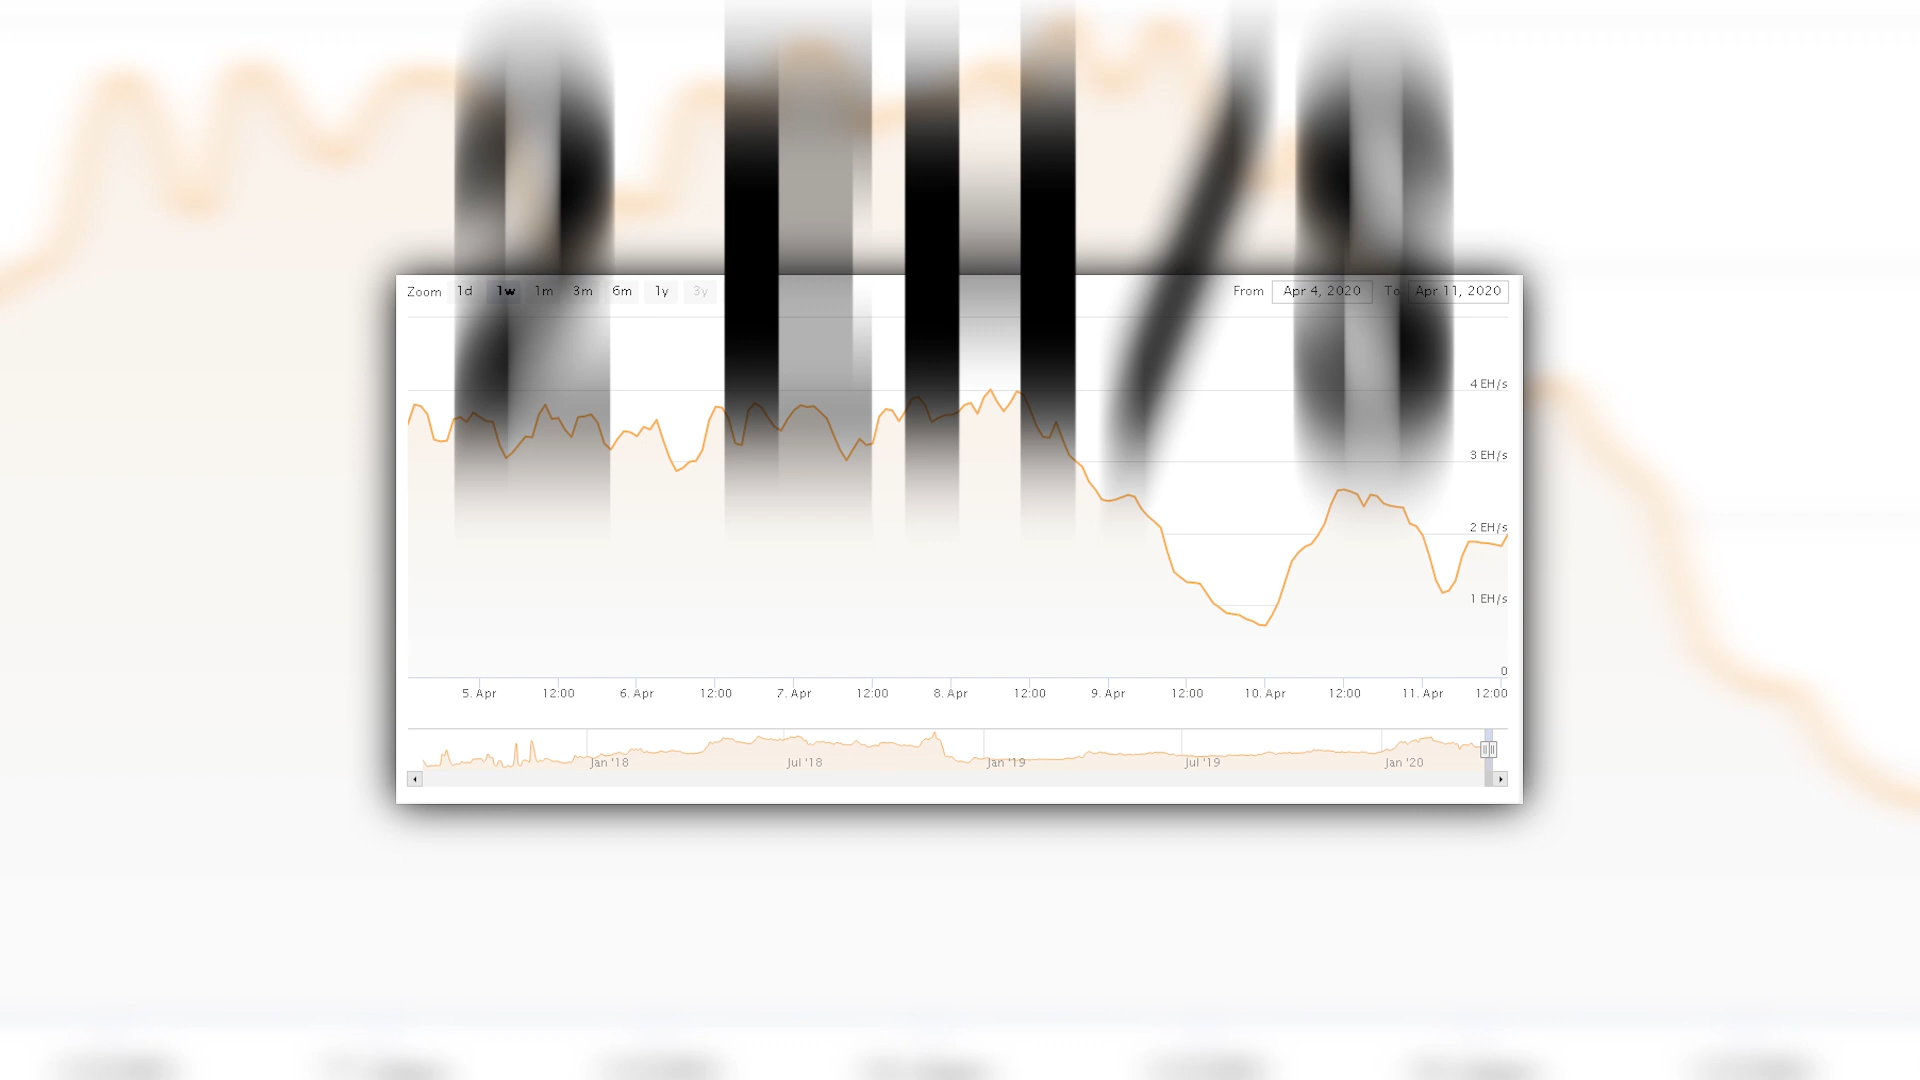 Zoom 1d 1w 1m 3m 6m 1y 3y From Apr 4, 2020 To Apr 11, 2020
4 EH/s
3 EH/s
2 EH/s
1 EH/s
0
5. Apr 12:00 6. Apr 12:00 7. Apr 12:00 8. Apr 12:00 9. Apr 12:00 10. Apr 12:00 11. Apr 12:00
Jan '18 Jul '18 Jan '19 Jul '19 Jan '20